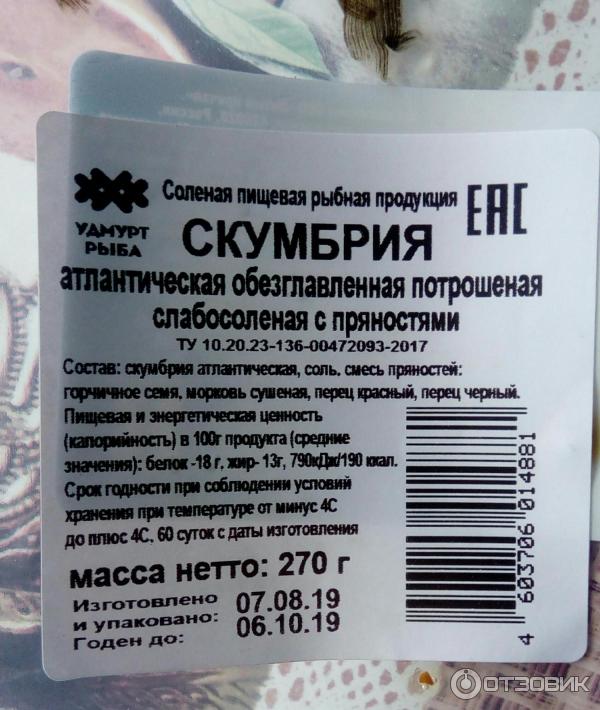 Соленая пищевая рыбная продукция
ЕАС
УДМУРТ
РЫБА
СКУМБРИЯ
атлантическая обезглавленная потрошеная
слабосоленая с пряностями
ТУ 10.20.23-136-00472093-2017
Состав: скумбрия атлантическая, соль, смесь пряностей:
горчичное семя, морковь сушеная, перец красный, перец черный.
Пищевая и энергетическая ценность
(калорийность) в 100г продукта (средние
значения): белок -18 г, жир- 13г, 790кДж/190 ккал.
Срок годности при соблюдении условий
хранения при температуре от минус 4С
до плюс 4С, 60 суток с даты изготовления
масса нетто: 270 г
Изготовлено
и упаковано: 07.08.19
Годен до: 06.10.19
4 603706 014881
ОТЗОВИК